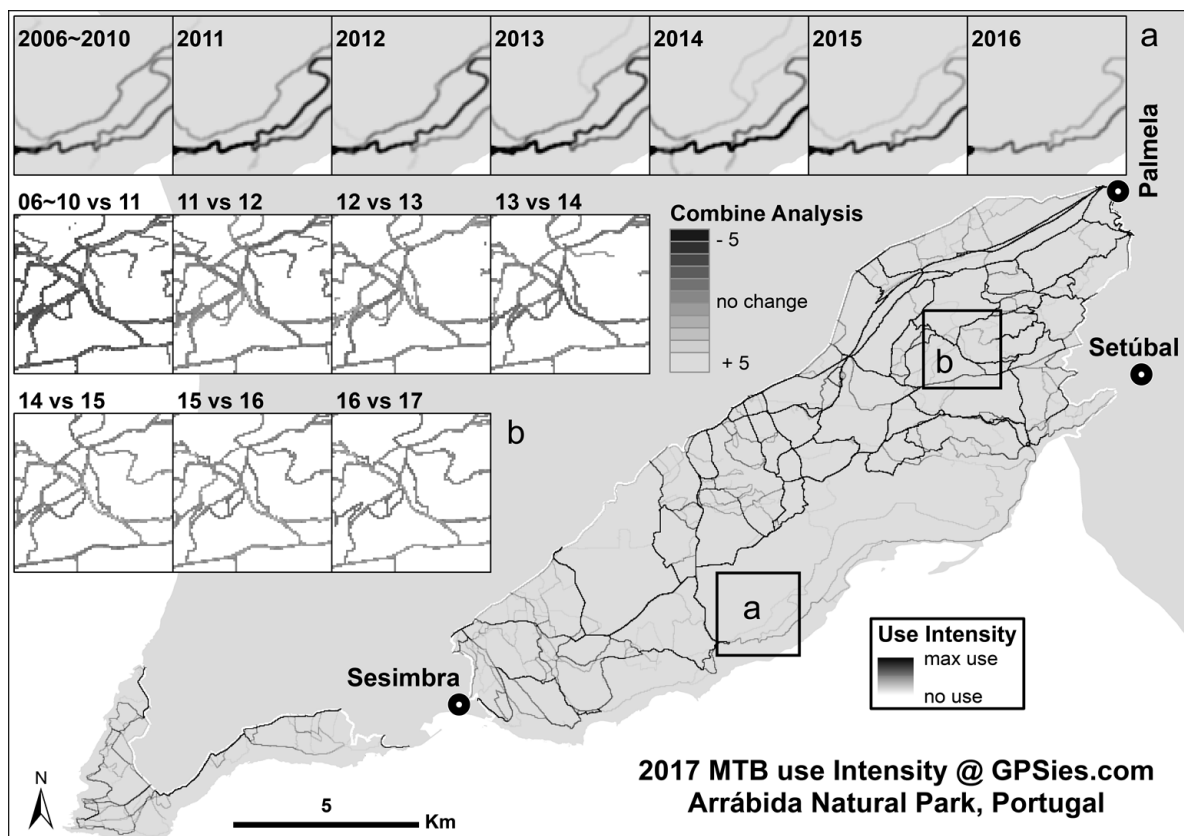 2006~2010 2011 2012 2013 2014 2015 2016 a
Palmela
06~10 vs 11 11 vs 12 12 vs 13 13 vs 14
Combine Analysis
- 5
no change
+ 5
Setúbal
b
14 vs 15 15 vs 16 16 vs 17 b
a
Use Intensity
max use
no use
Sesimbra
N
5
Km
2017 MTB use Intensity @ GPSies.com
Arrábida Natural Park, Portugal